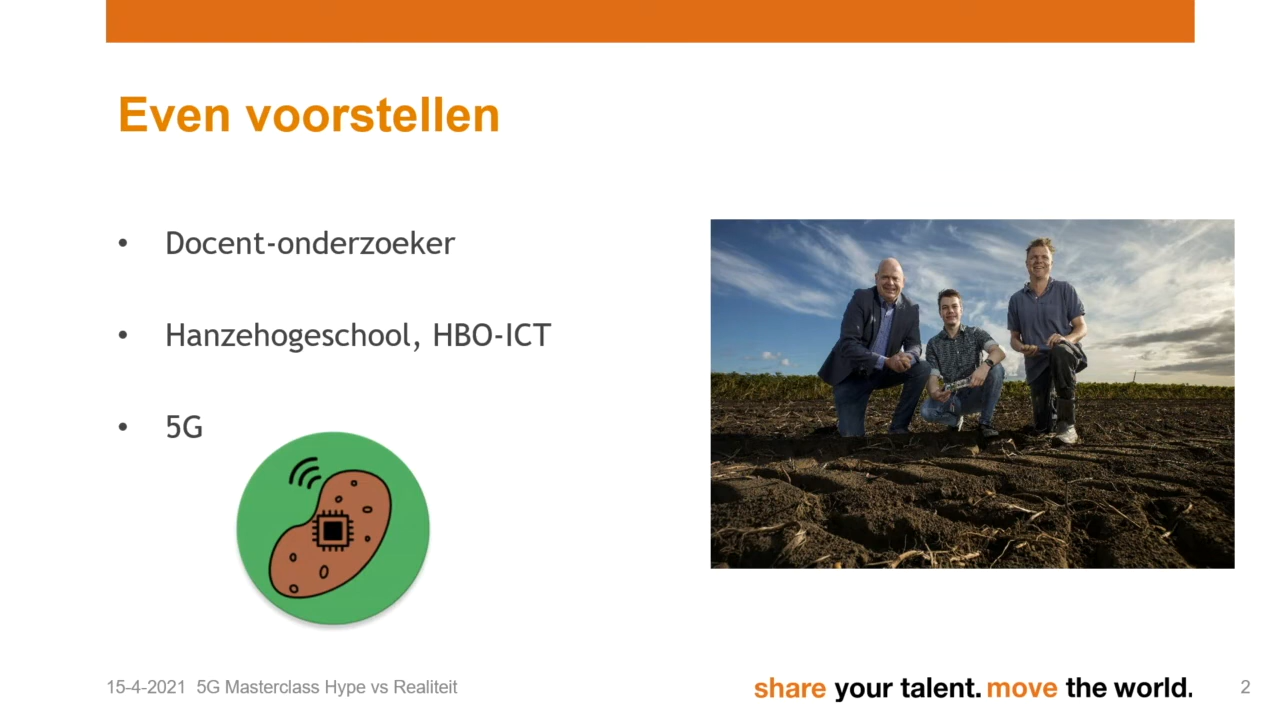 Even voorstellen
• Docent-onderzoeker
• Hanzehogeschool, HBO-ICT
• 5G
15-4-2021 5G Masterclass Hype vs Realiteit
share your talent. move the world.
2